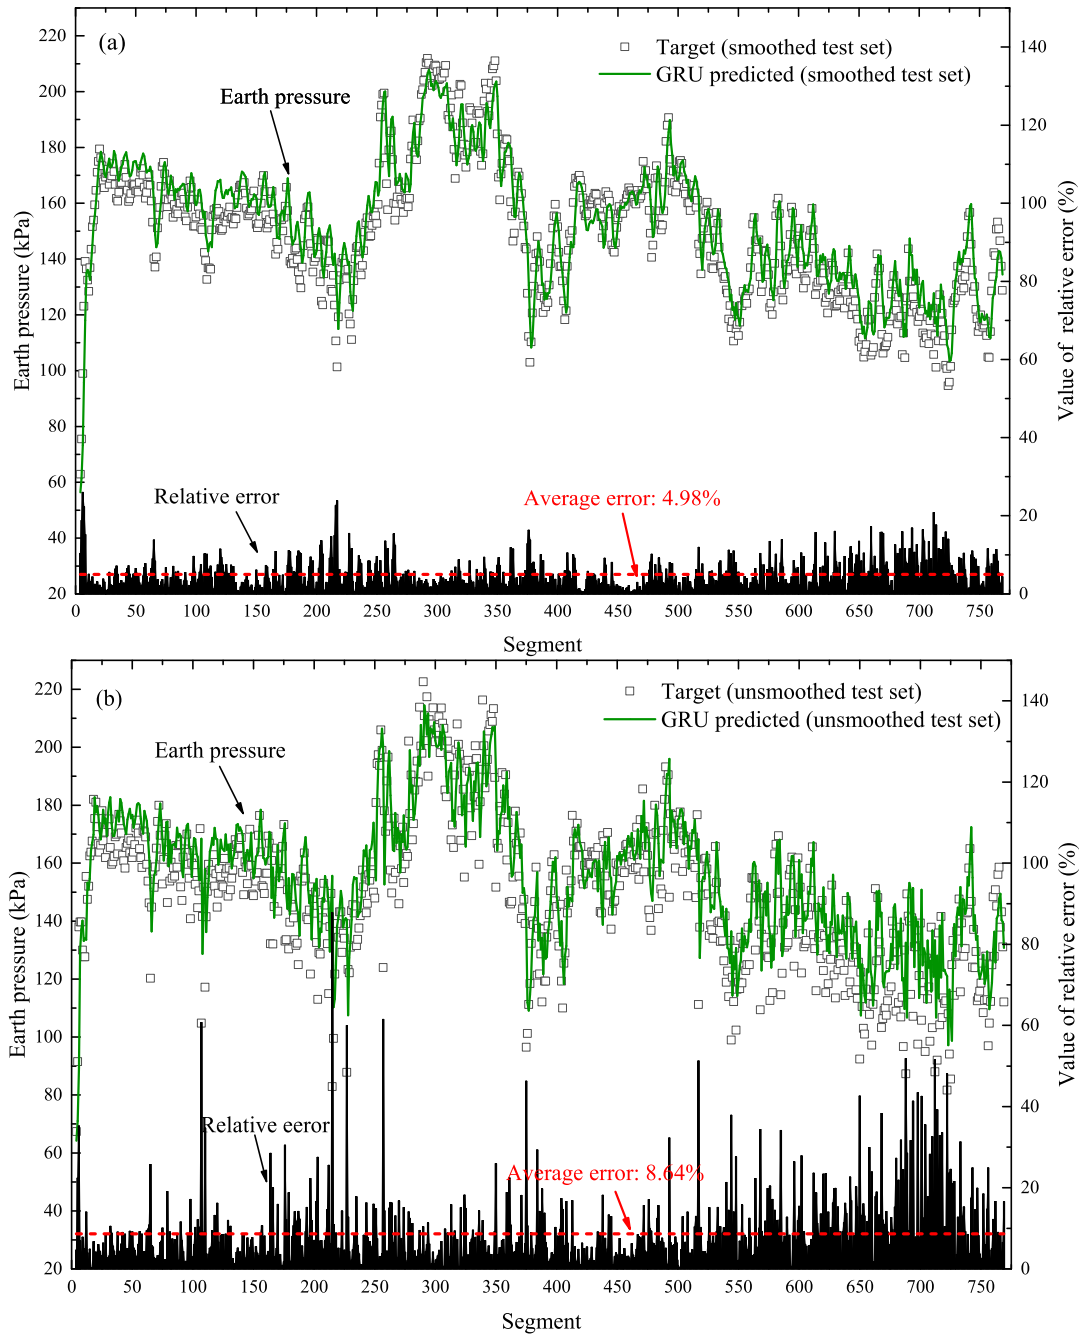 (a)
Target (smoothed test set)
GRU predicted (smoothed test set)
Earth pressure
Relative error
Average error: 4.98%
Earth pressure (kPa)
220
200
180
160
140
120
100
80
60
40
20
Value of relative error (%)
140
120
100
80
60
40
20
0
0 50 100 150 200 250 300 350 400 450 500 550 600 650 700 750
Segment
(b)
Target (unsmoothed test set)
GRU predicted (unsmoothed test set)
Earth pressure
Relative eeror
Average error: 8.64%
Earth pressure (kPa)
220
200
180
160
140
120
100
80
60
40
20
Value of relative error (%)
140
120
100
80
60
40
20
0
0 50 100 150 200 250 300 350 400 450 500 550 600 650 700 750
Segment